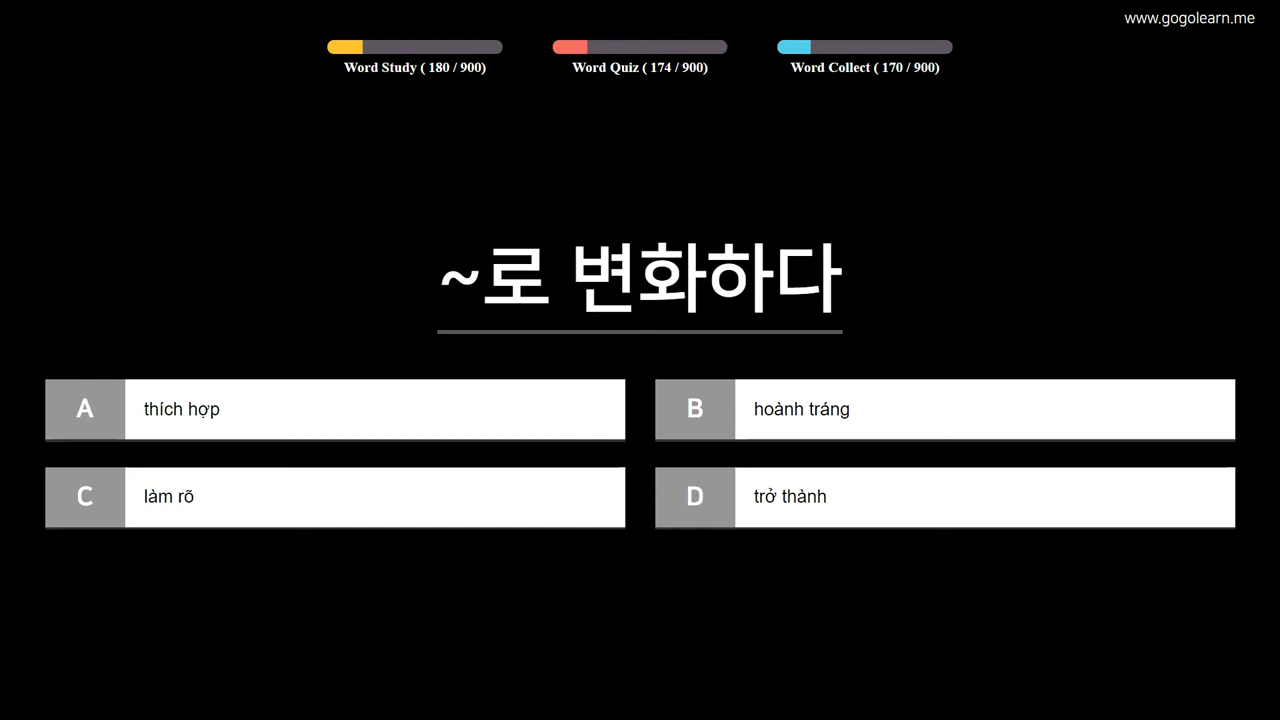 www.gogolearn.me
Word Study ( 180 / 900)
Word Quiz ( 174 / 900)
Word Collect ( 170 / 900)
~로 변화하다
A thích hợp
B hoành tráng
C làm rõ
D trở thành